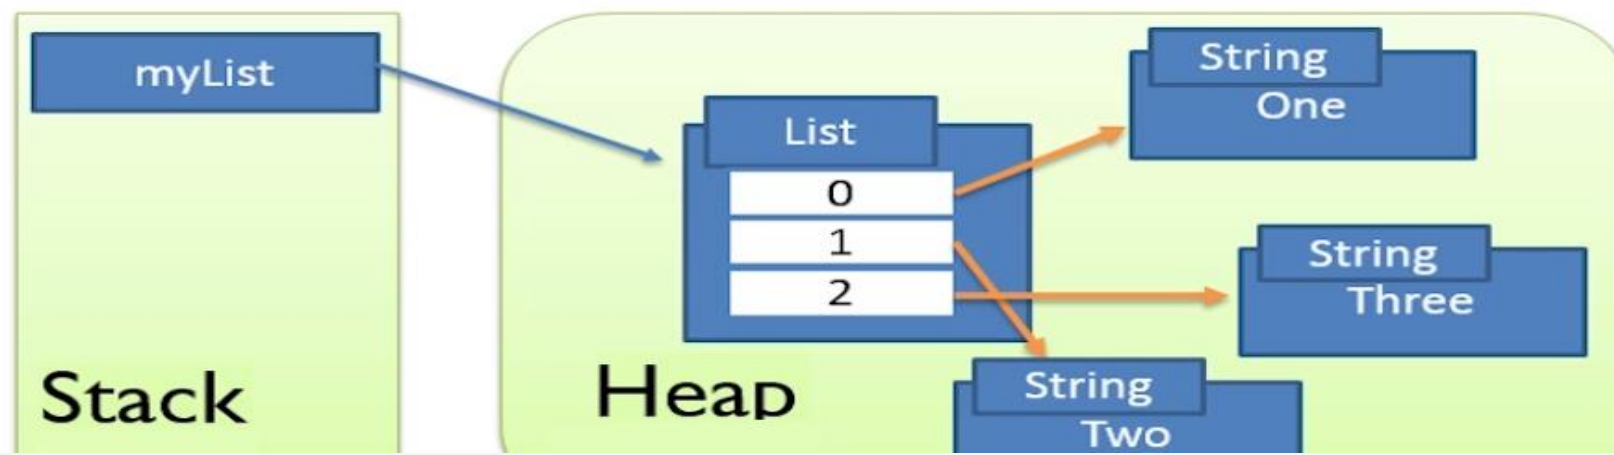 myList
Stack
List
0
1
2
Heap
String
One
String
Three
String
Two